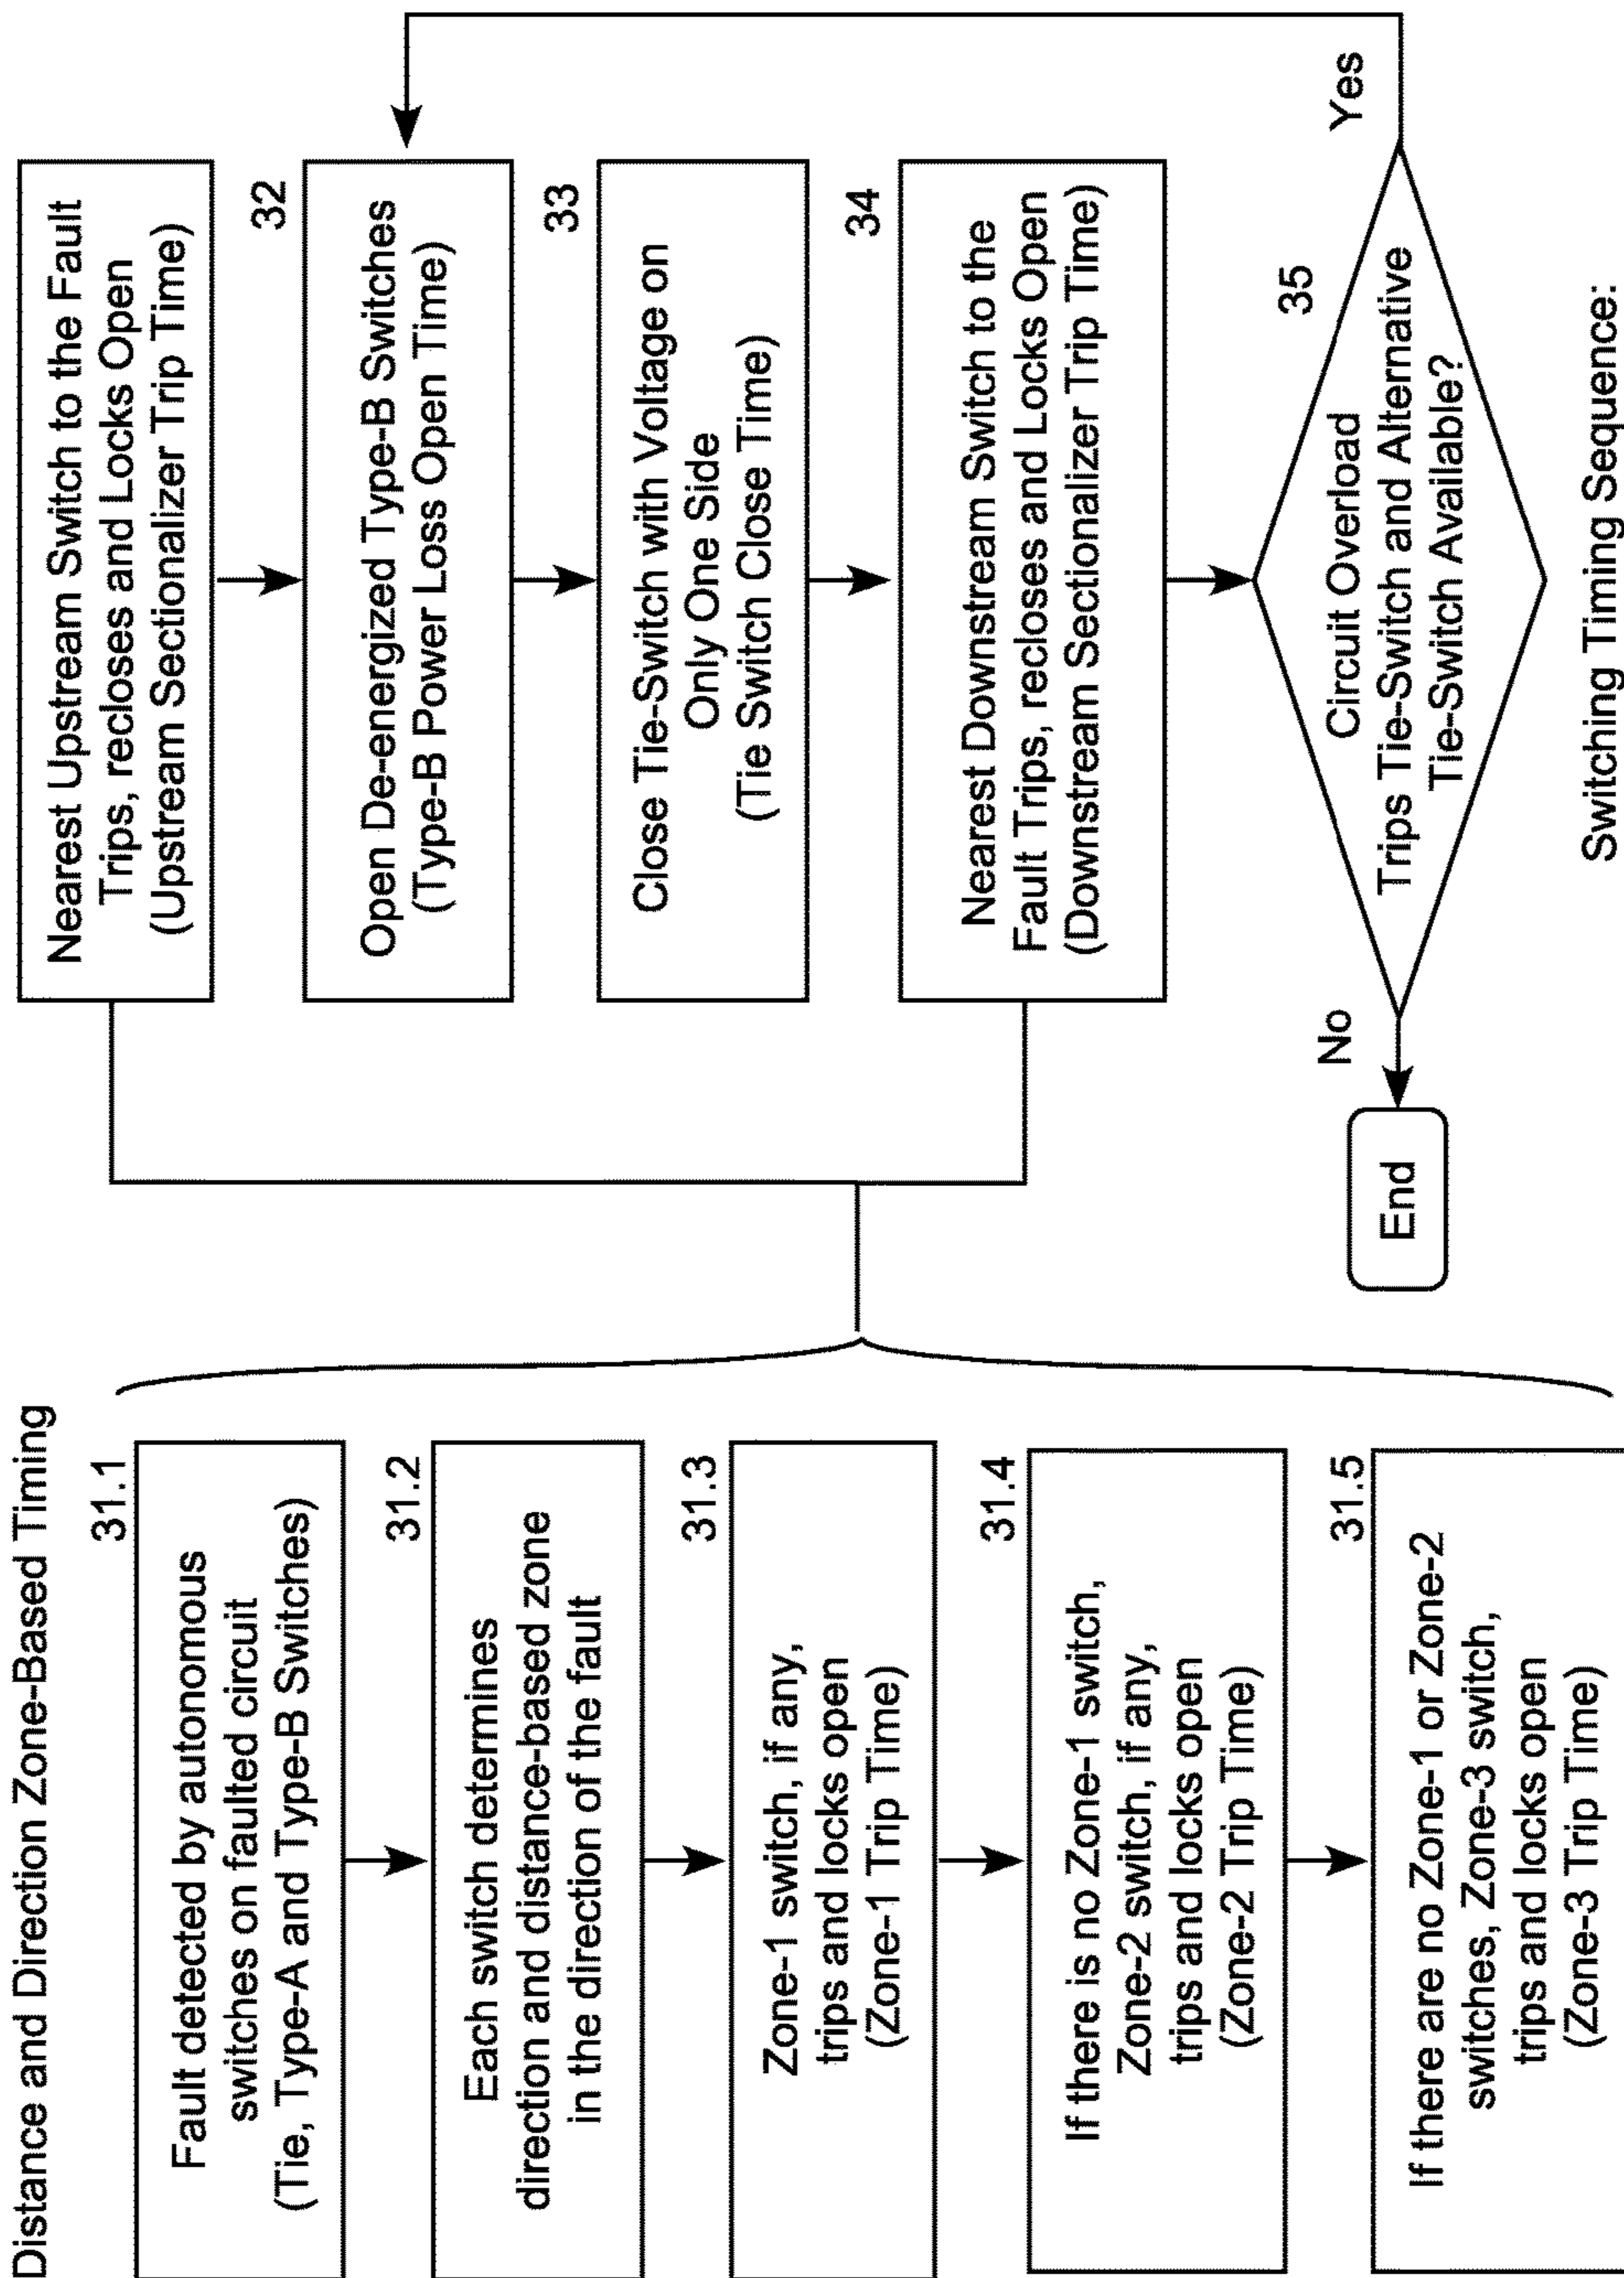 Distance and Direction Zone-Based Timing
31.1
Fault detected by autonomous
switches on faulted circuit
(Tie, Type-A and Type-B Switches)
31.2
Each switch determines
direction and distance-based zone
in the direction of the fault
31.3
Zone-1 switch, if any,
trips and locks open
(Zone-1 Trip Time)
31.4
If there is no Zone-1 switch,
Zone-2 switch, if any,
trips and locks open
(Zone-2 Trip Time)
31.5
If there are no Zone-1 or Zone-2
switches, Zone-3 switch,
trips and locks open
(Zone-3 Trip Time)
Nearest Upstream Switch to the Fault
Trips, recloses and Locks Open
(Upstream Sectionalizer Trip Time)
32
Open De-energized Type-B Switches
(Type-B Power Loss Open Time)
33
Close Tie-Switch with Voltage on
Only One Side
(Tie Switch Close Time)
34
Nearest Downstream Switch to the
Fault Trips, recloses and Locks Open
(Downstream Sectionalizer Trip Time)
35
Circuit Overload
Trips Tie-Switch and Alternative
Tie-Switch Available?
Yes
No
End
Switching Timing Sequence: